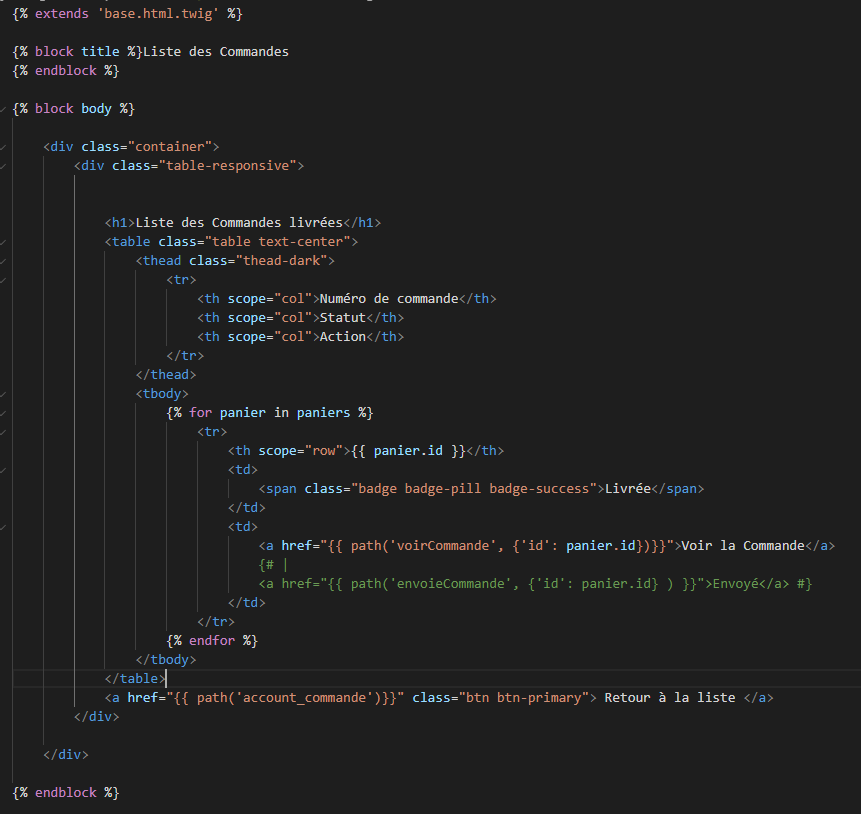 {% extends 'base.html.twig' %}
{% block title %}Liste des Commandes
{% endblock %}
{% block body %}
<div class="container">
<div class="table-responsive">
<h1>Liste des Commandes livrées</h1>
<table class="table text-center">
<thead class="thead-dark">
<tr>
<th scope="col">Numéro de commande</th>
<th scope="col">Statut</th>
<th scope="col">Action</th>
</tr>
</thead>
<tbody>
{% for panier in paniers %}
<tr>
<th scope="row">{{ panier.id }}</th>
<td>
<span class="badge badge-pill badge-success">Livrée</span>
</td>
<td>
<a href="{{ path('voirCommande', {'id': panier.id})}}">Voir la Commande</a>
{# |
<a href="{{ path('envoieCommande', {'id': panier.id} ) }}">Envoyé</a> #}
</td>
</tr>
{% endfor %}
</tbody>
</table>
<a href="{{ path('account_commande')}}" class="btn btn-primary"> Retour à la liste </a>
</div>
</div>
{% endblock %}